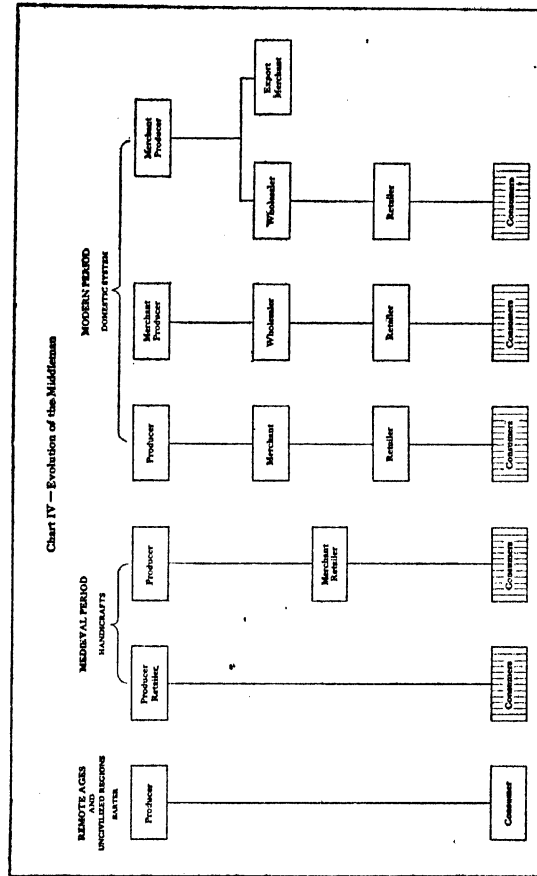 Chart IV — Evolution of the Middleman
REMOTE AGES
AND
UNCIVILIZED REGIONS
BARTER
Producer
Consumer
MEDIEVAL PERIOD
HANDICRAFTS
Producer
Retailer
Consumers
Producer
Merchant
Retailer
Consumers
MODERN PERIOD
DOMESTIC SYSTEM
Producer
Merchant
Retailer
Consumers
Merchant
Producer
Wholesaler
Retailer
Consumers
Merchant
Producer
Wholesaler
Export
Merchant
Retailer
Consumers